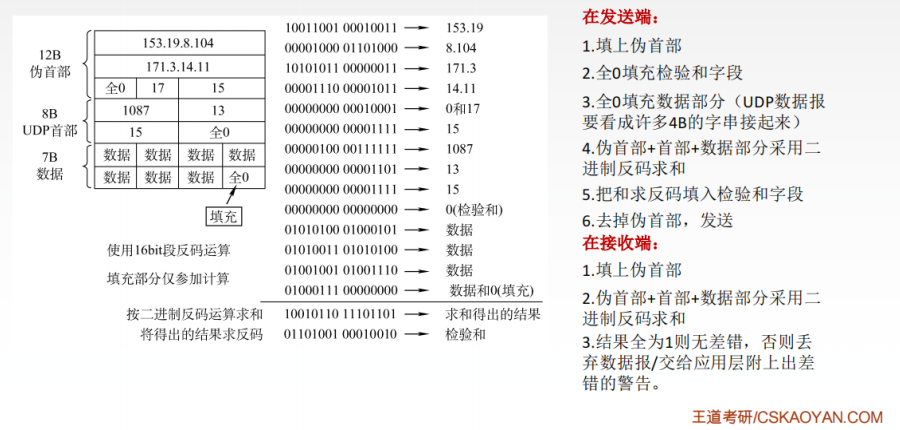 12B
伪首部
153.19.8.104
171.3.14.11
全0 17 15
8B
UDP首部
1087 13
15 全0
7B
数据
数据 数据 数据 数据
数据 数据 数据 全0
填充
使用16bit段反码运算
填充部分仅参加计算
10011001 00010011 → 153.19
00001000 01101000 → 8.104
10101011 00000011 → 171.3
00001110 00001011 → 14.11
00000000 00010001 → 0和17
00000000 00001111 → 15
00000100 00111111 → 1087
00000000 00001101 → 13
00000000 00001111 → 15
00000000 00000000 → 0(检验和)
01010100 01000101 → 数据
01010011 01010100 → 数据
01001001 01001110 → 数据
01000111 00000000 → 数据和0(填充)
按二进制反码运算求和 10010110 11101101 → 求和得出的结果
将得出的结果求反码 01101001 00010010 → 检验和
在发送端：
1.填上伪首部
2.全0填充检验和字段
3.全0填充数据部分（UDP数据报
要看成许多4B的字串接起来）
4.伪首部+首部+数据部分采用二
进制反码求和
5.把和求反码填入检验和字段
6.去掉伪首部，发送
在接收端：
1.填上伪首部
2.伪首部+首部+数据部分采用二
进制反码求和
3.结果全为1则无差错，否则丢
弃数据报/交给应用层附上出差
错的警告。
王道考研/CSKAOYAN.COM